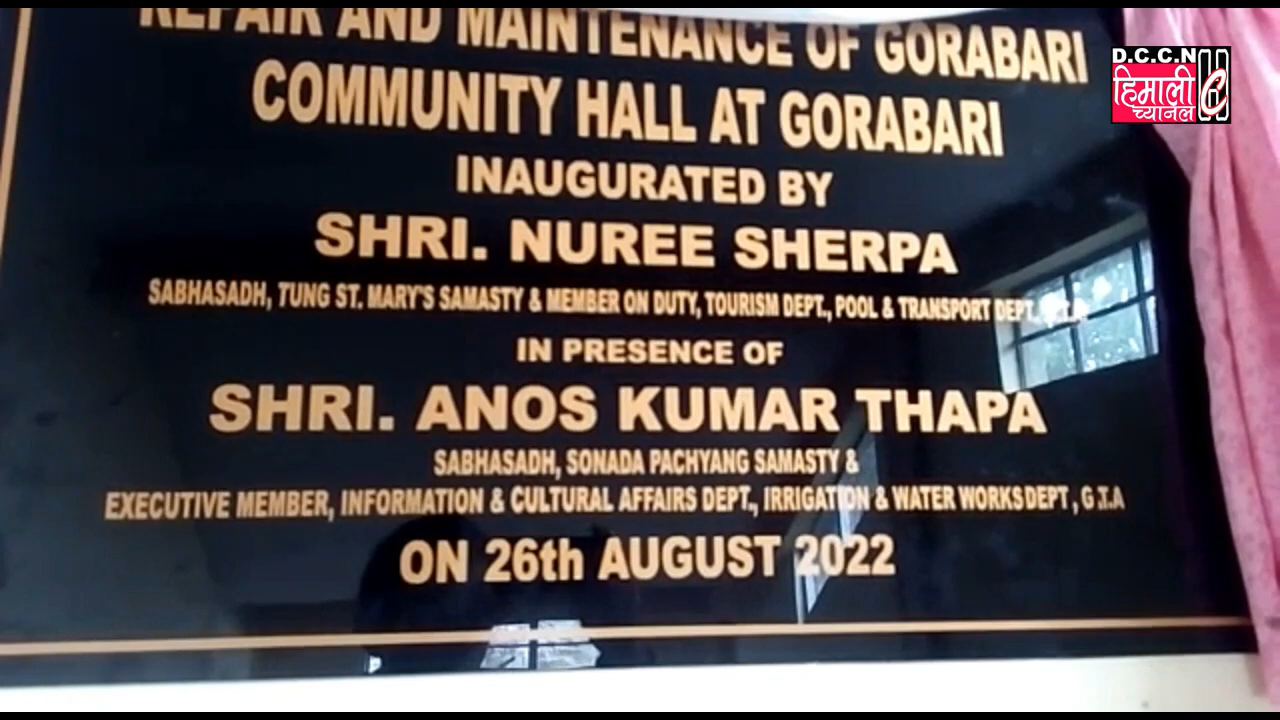 REPAIR AND MAINTENANCE OF GORABARI
COMMUNITY HALL AT GORABARI
INAUGURATED BY
SHRI. NUREE SHERPA
SABHASADH, TUNG ST. MARY'S SAMASTY & MEMBER ON DUTY, TOURISM DEPT., POOL & TRANSPORT DEPT., G.T.A
IN PRESENCE OF
SHRI. ANOS KUMAR THAPA
SABHASADH, SONADA PACHYANG SAMASTY &
EXECUTIVE MEMBER, INFORMATION & CULTURAL AFFAIRS DEPT., IRRIGATION & WATER WORKS DEPT, G.T.A
ON 26th AUGUST 2022
D.C.C.N
हिमाली
च्यानल